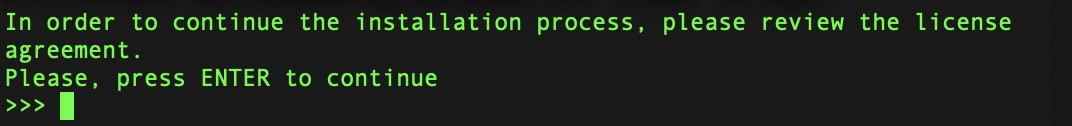 In order to continue the installation process, please review the license
agreement.
Please, press ENTER to continue
>>>